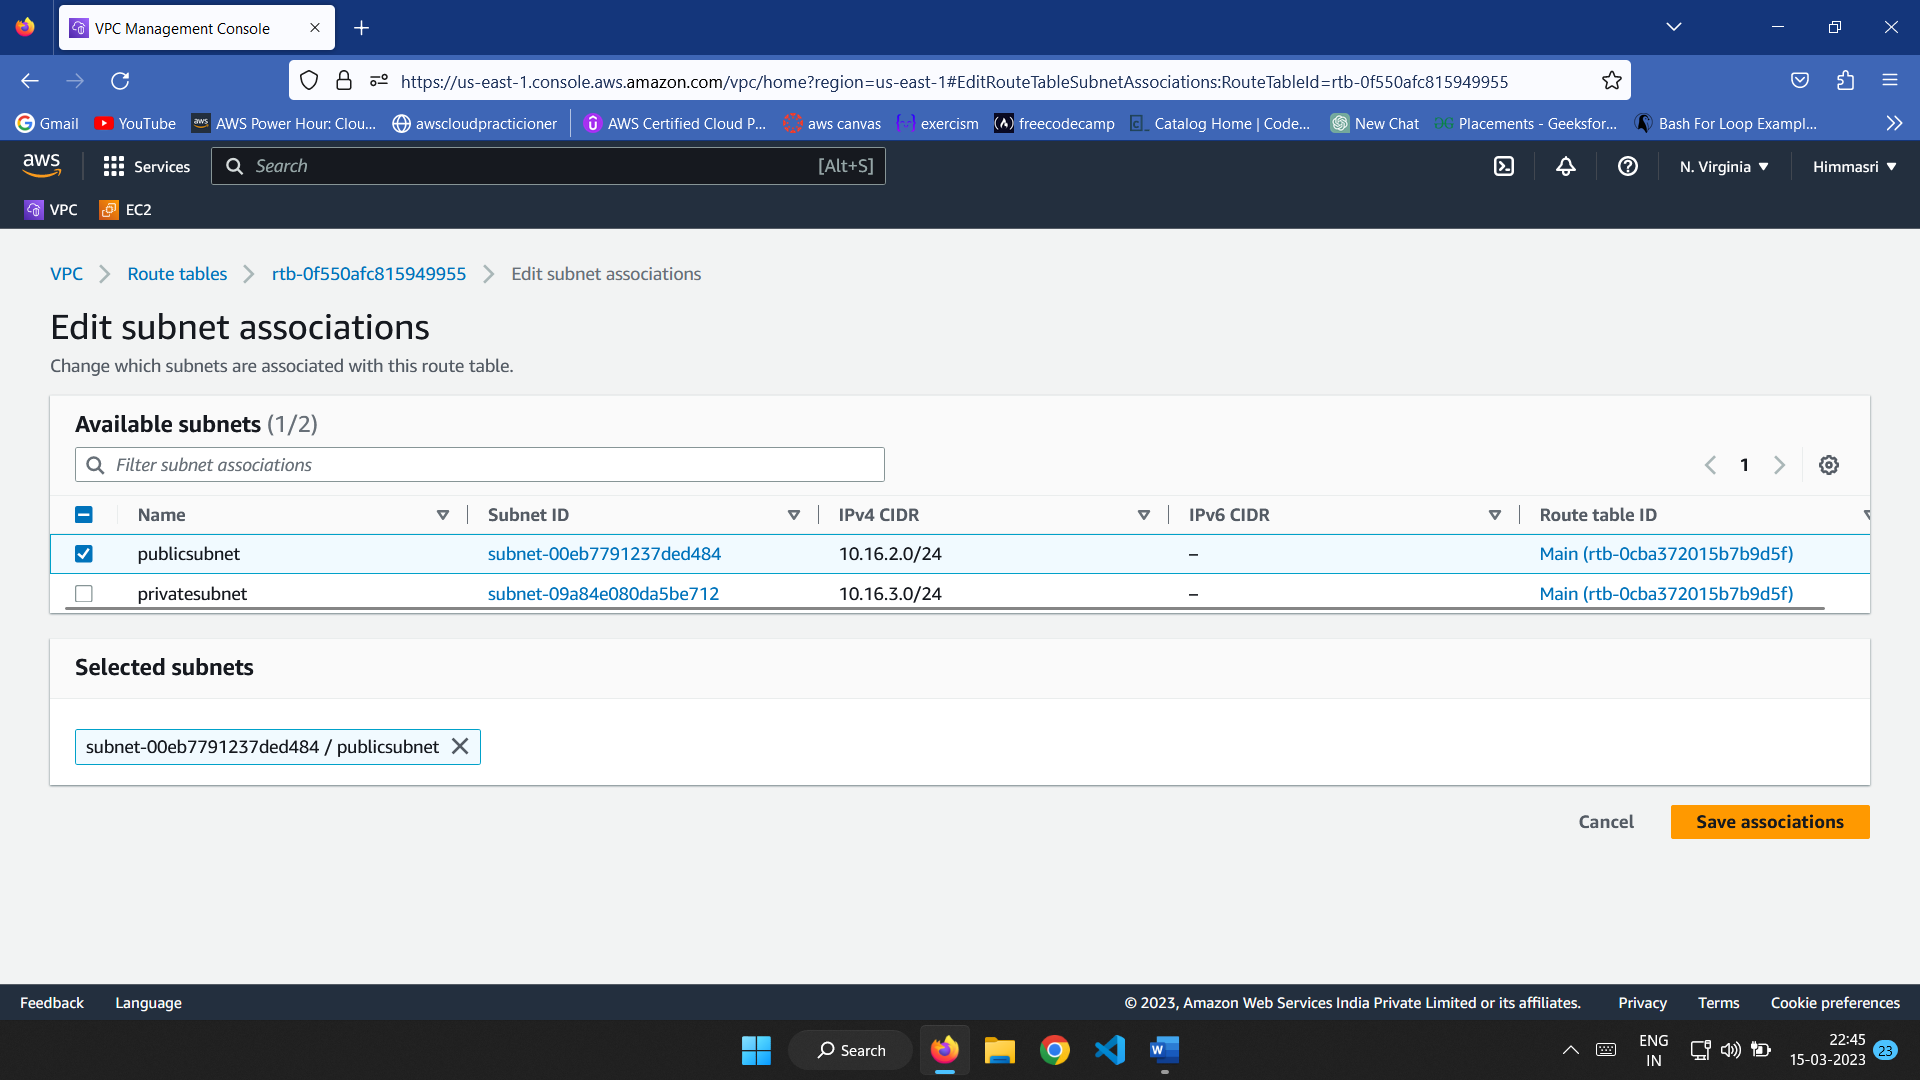 VPC Management Console
https://us-east-1.console.aws.amazon.com/vpc/home?region=us-east-1#EditRouteTableSubnetAssociations:RouteTableId=rtb-0f550afc815949955
Gmail YouTube AWS Power Hour: Clou... awscloudpracticioner AWS Certified Cloud P... aws canvas exercism freecodecamp Catalog Home | Code... New Chat Placements - Geeksfor... Bash For Loop Exampl...
aws Services Search [Alt+S] N. Virginia Himmasri
VPC EC2
VPC Route tables rtb-0f550afc815949955 Edit subnet associations
Edit subnet associations
Change which subnets are associated with this route table.
Available subnets (1/2)
Filter subnet associations 1
Name Subnet ID IPv4 CIDR IPv6 CIDR Route table ID
publicsubnet subnet-00eb7791237ded484 10.16.2.0/24 – Main (rtb-0cba372015b7b9d5f)
privatesubnet subnet-09a84e080da5be712 10.16.3.0/24 – Main (rtb-0cba372015b7b9d5f)
Selected subnets
subnet-00eb7791237ded484 / publicsubnet
Cancel Save associations
Feedback Language © 2023, Amazon Web Services India Private Limited or its affiliates. Privacy Terms Cookie preferences
Search ENG 22:45
IN 15-03-2023 23